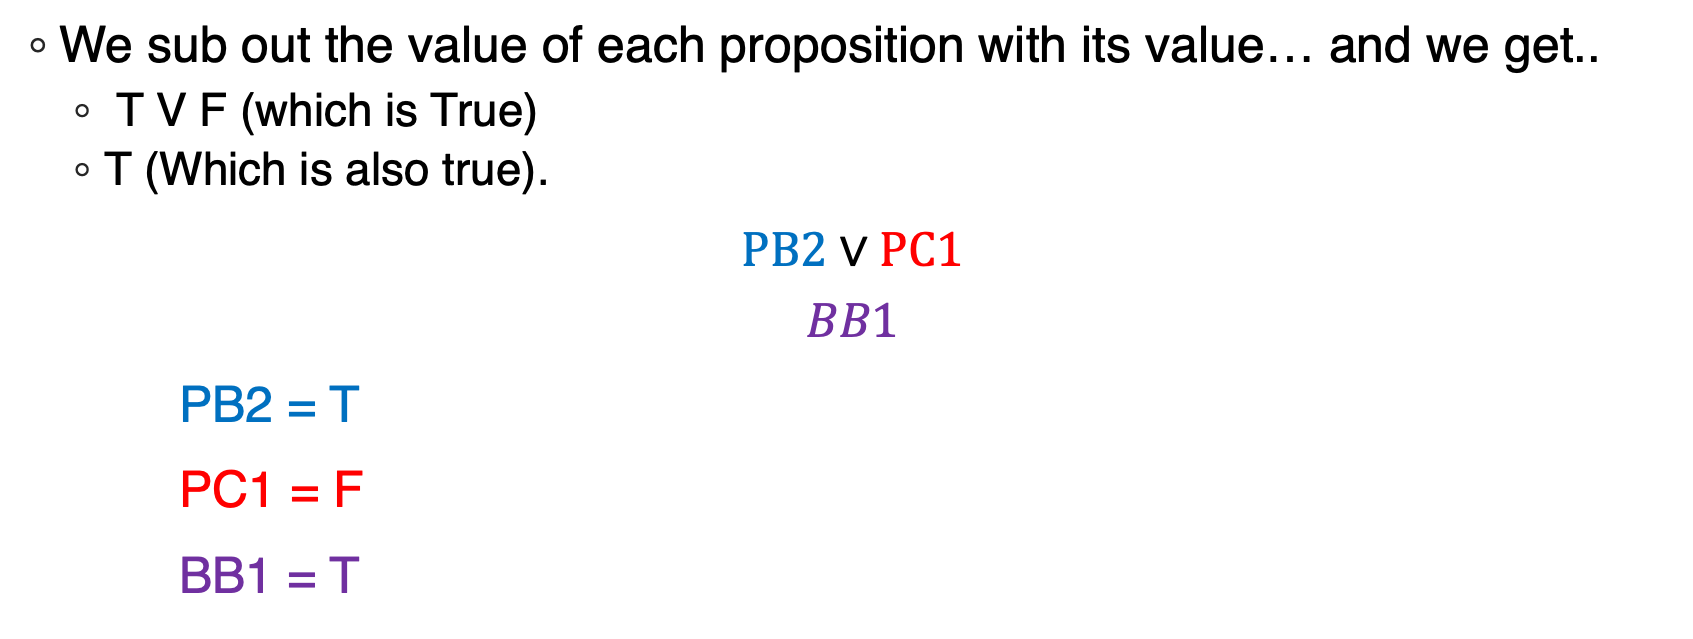 ◦ We sub out the value of each proposition with its value… and we get..
◦ T V F (which is True)
◦ T (Which is also true).
PB2 ∨ PC1
BB1
PB2 = T
PC1 = F
BB1 = T